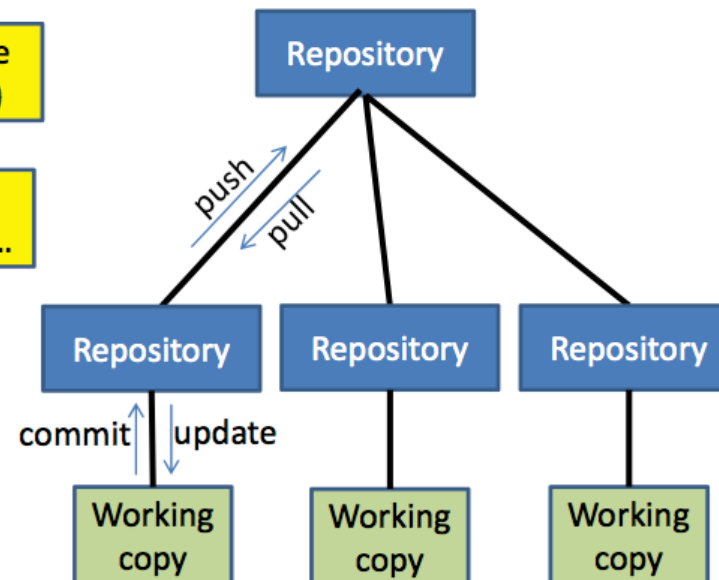 e
)
..
Repository
push
pull
Repository
Repository
Repository
commit
update
Working
copy
Working
copy
Working
copy